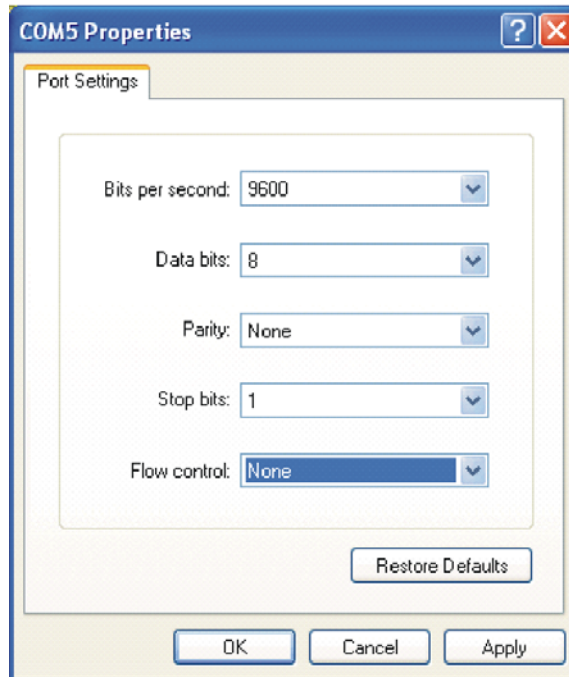 COM5 Properties
Port Settings
Bits per second: 9600
Data bits: 8
Parity: None
Stop bits: 1
Flow control: None
Restore Defaults
OK Cancel Apply